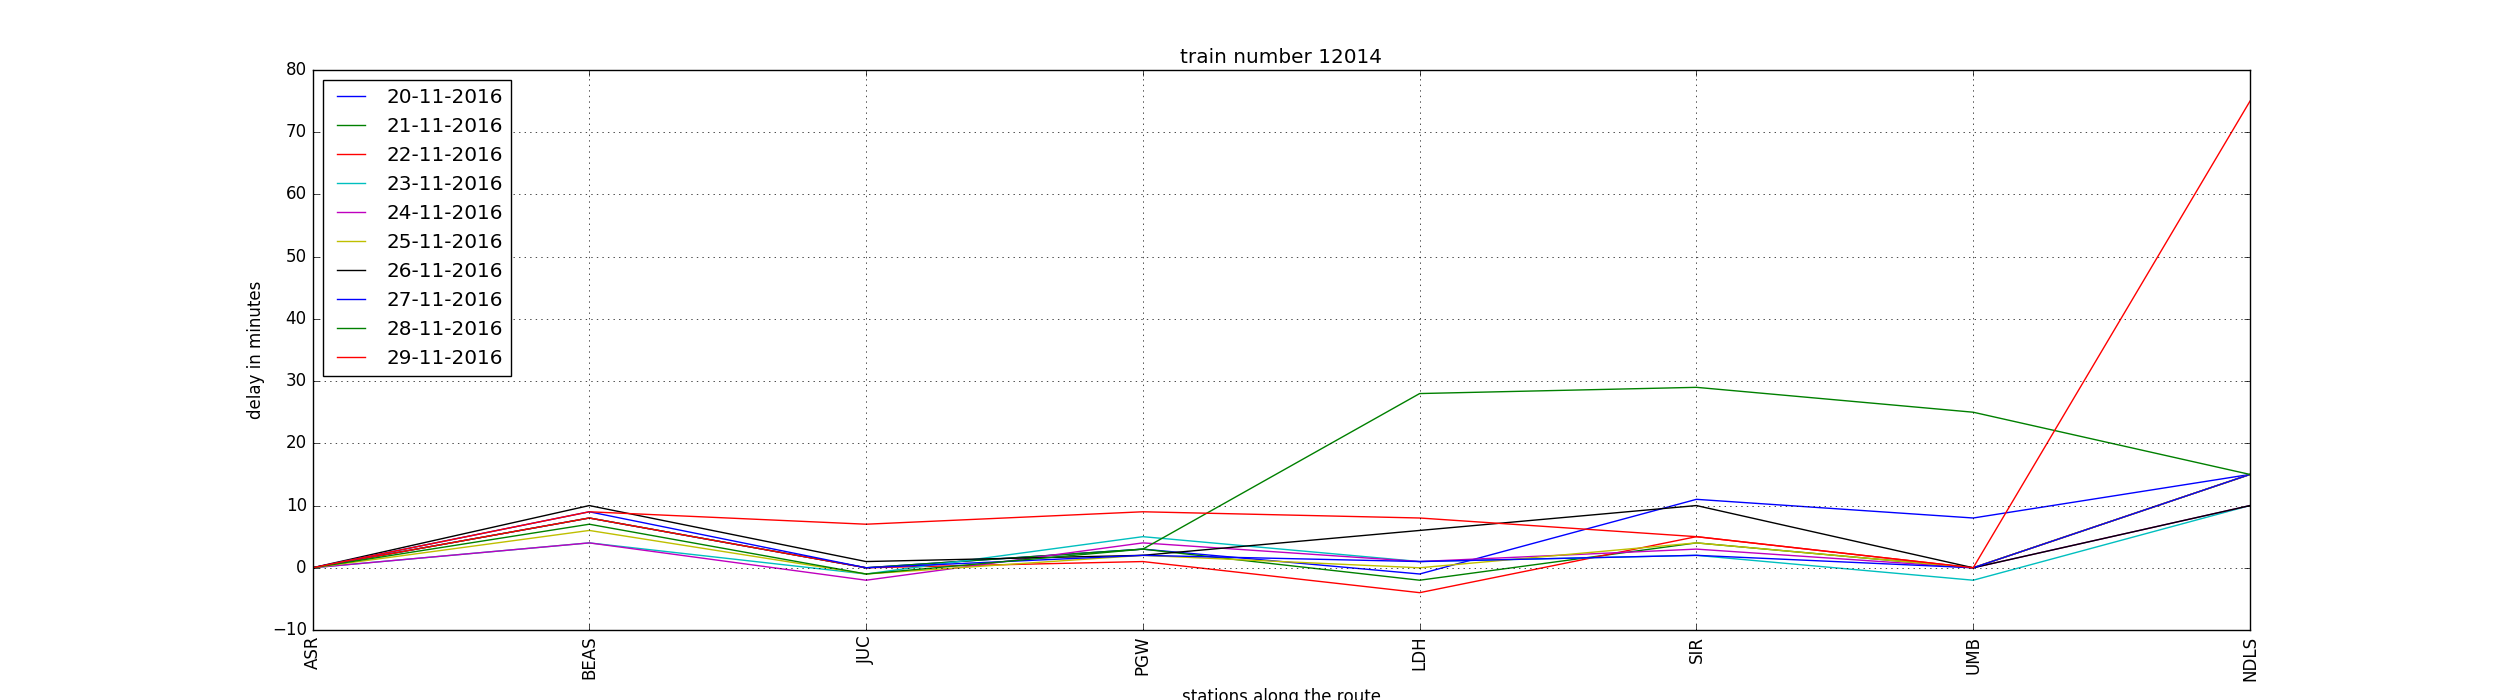 train number 12014
80
70
60
50
40
30
20
10
0
−10
delay in minutes
20-11-2016
21-11-2016
22-11-2016
23-11-2016
24-11-2016
25-11-2016
26-11-2016
27-11-2016
28-11-2016
29-11-2016
ASR
BEAS
JUC
PGW
LDH
SIR
UMB
NDLS
stations along the route